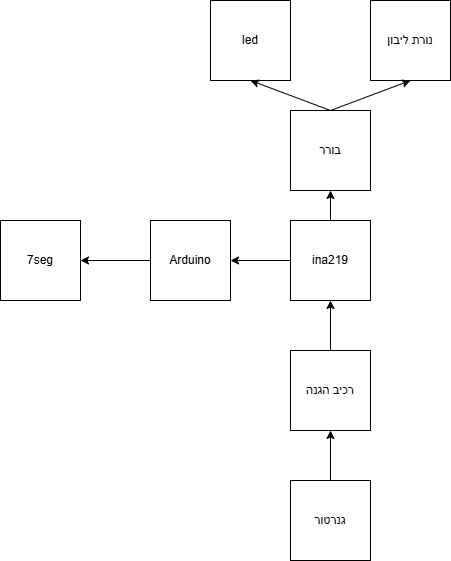 led
נורת ליבון
בורר
7seg
Arduino
ina219
רכיב הגנה
גנרטור